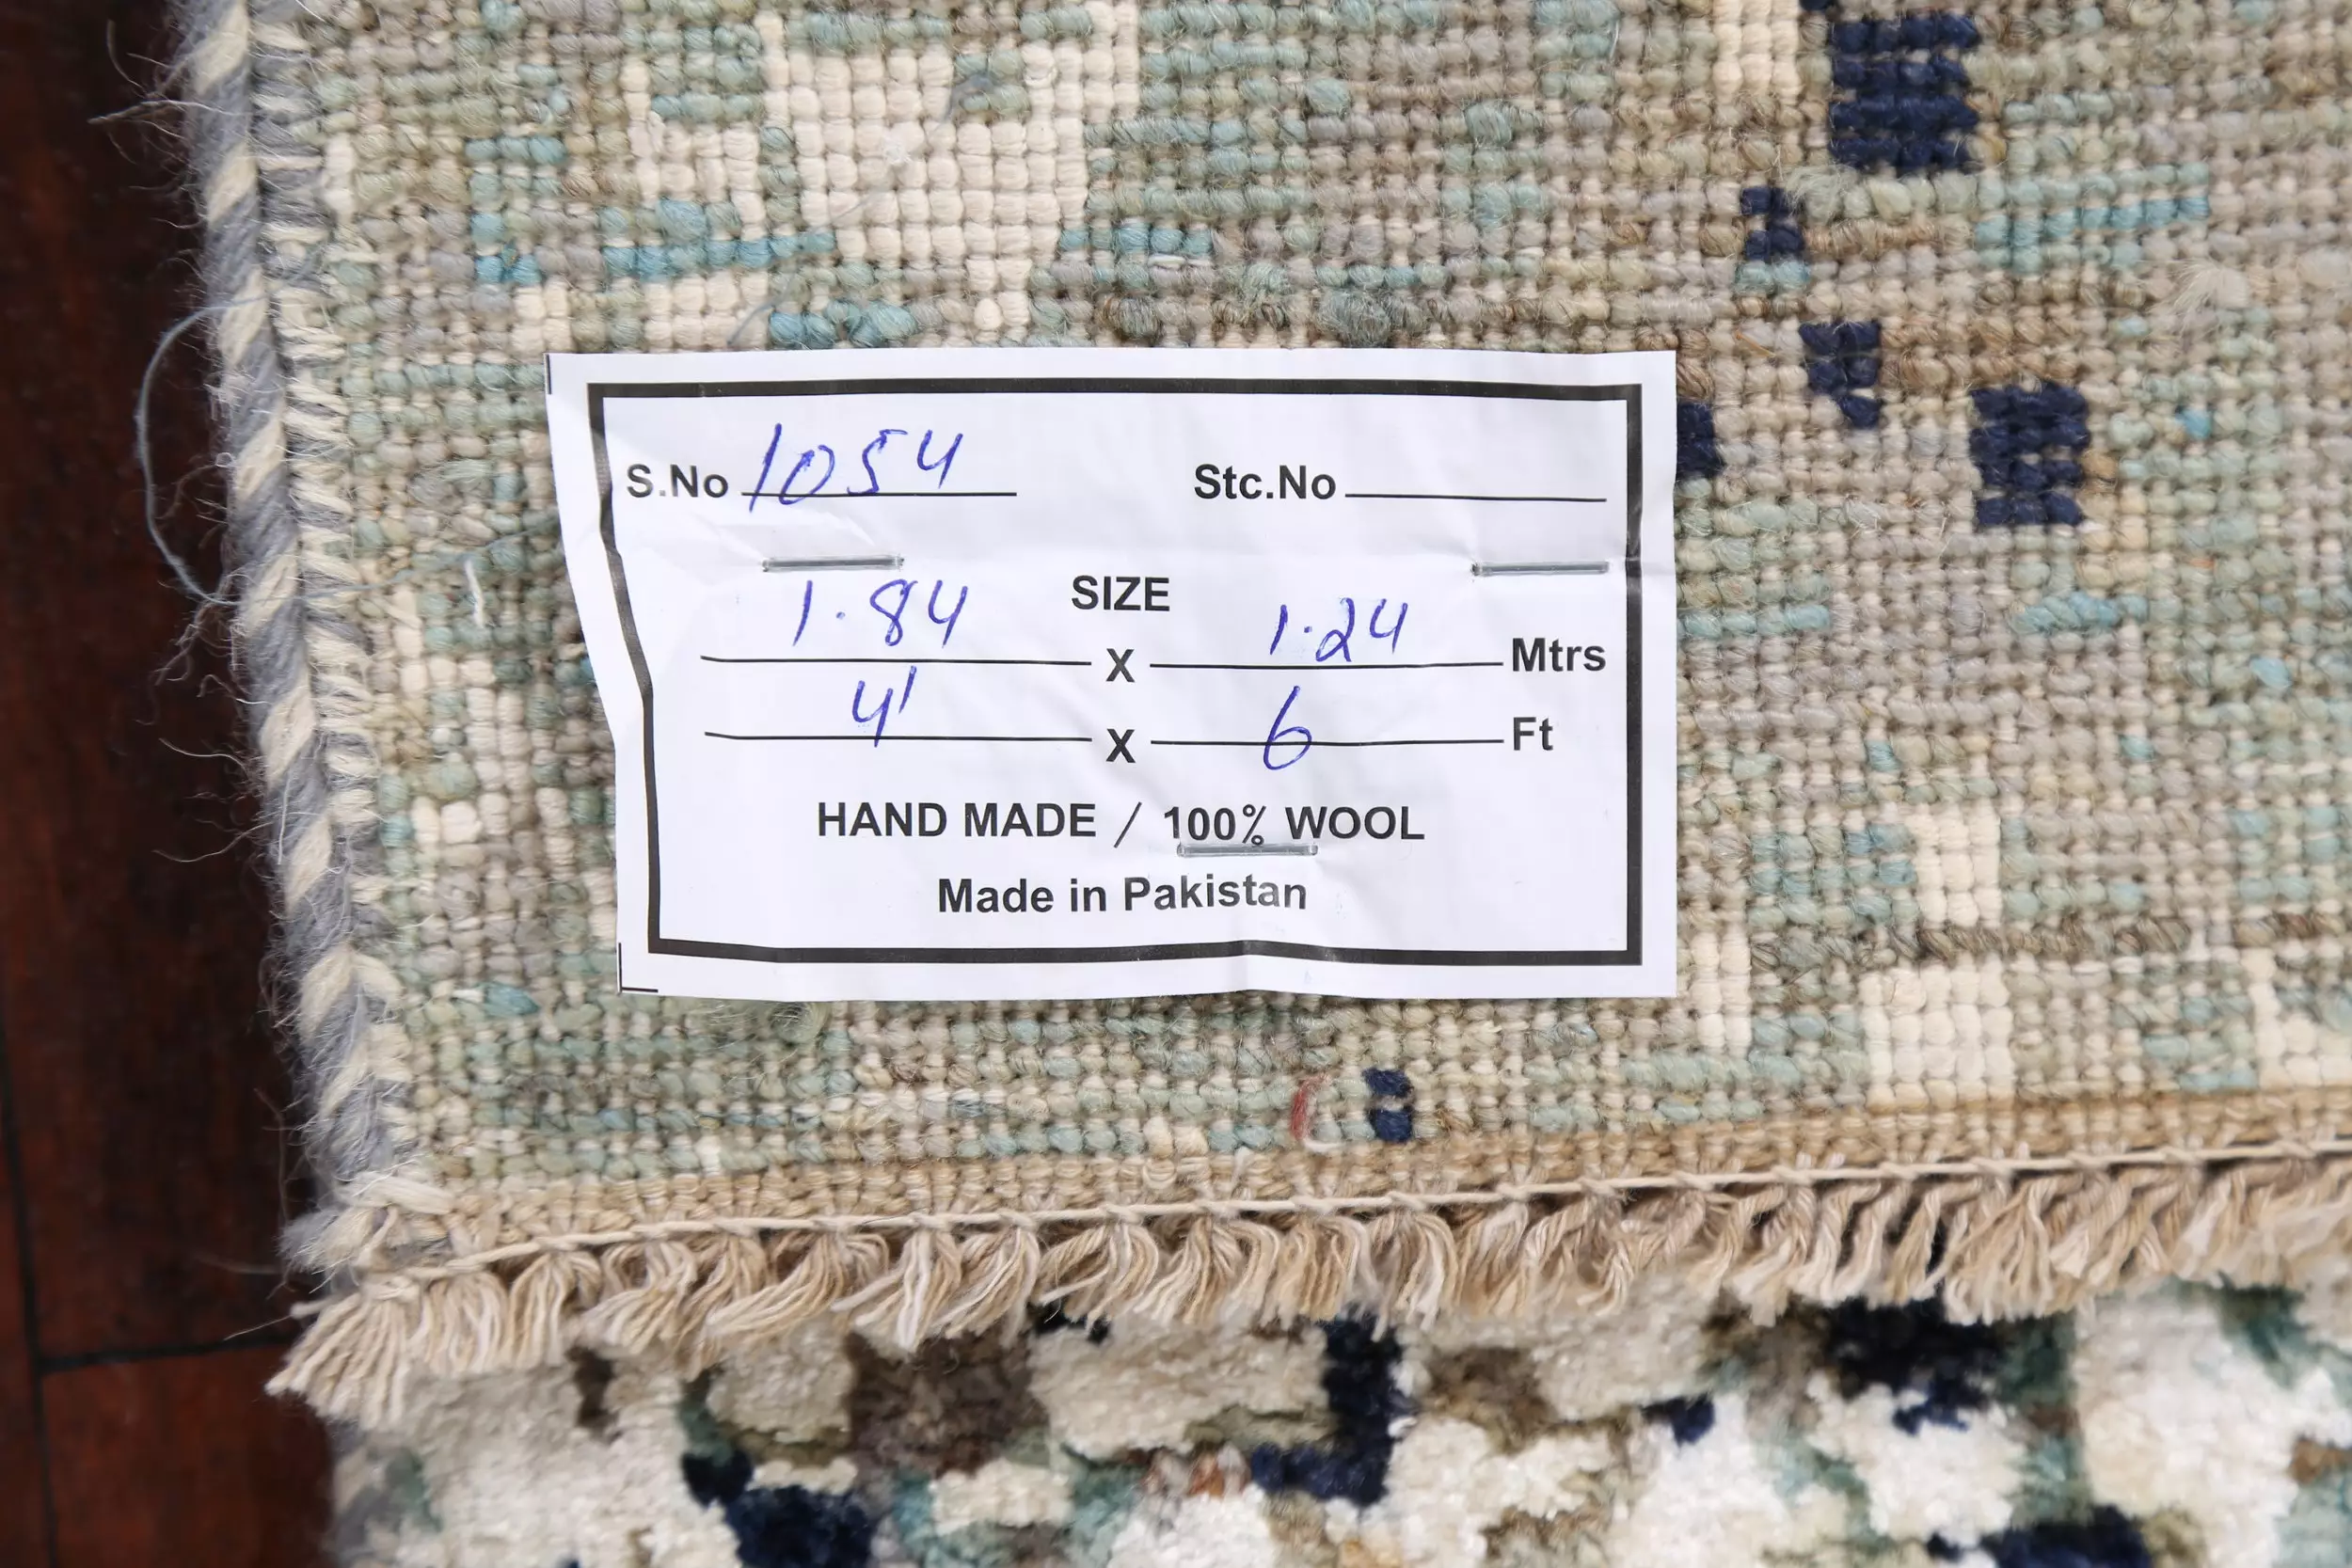 S.No 1054 Stc.No
SIZE
1.84 X 1.24 Mtrs
4' X 6 Ft
HAND MADE / 100% WOOL
Made in Pakistan